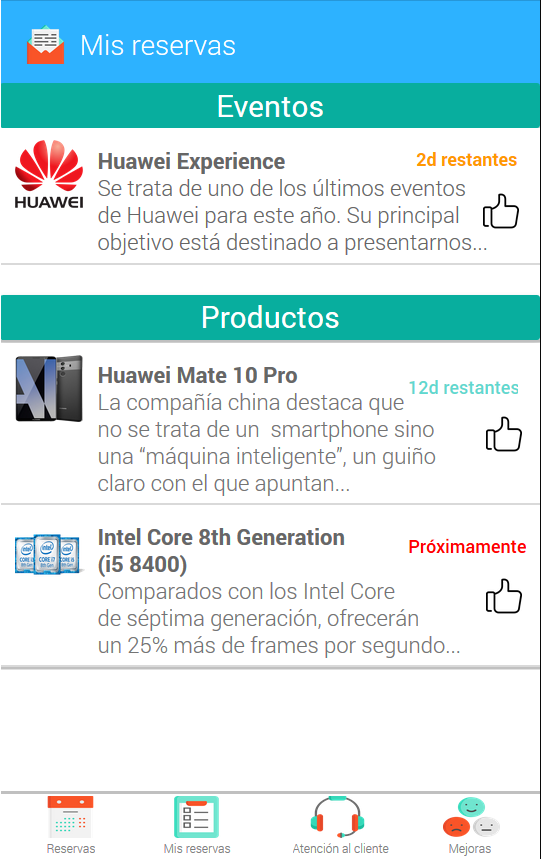 Mis reservas
Eventos
HUAWEI
Huawei Experience
2d restantes
Se trata de uno de los últimos eventos
de Huawei para este año. Su principal
objetivo está destinado a presentarnos...
Productos
Huawei Mate 10 Pro
12d restantes
La compañía china destaca que
no se trata de un  smartphone sino
una “máquina inteligente”, un guiño
claro con el que apuntan...
Intel Core 8th Generation
(i5 8400)
Próximamente
Comparados con los Intel Core
de séptima generación, ofrecerán
un 25% más de frames por segundo...
Reservas
Mis reservas
Atención al cliente
Mejoras